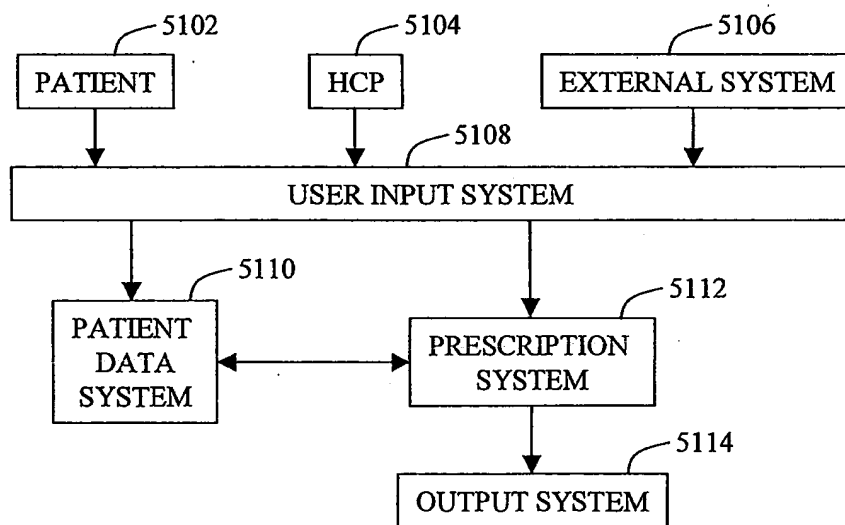 5102
5104
5106
PATIENT
HCP
EXTERNAL SYSTEM
5108
USER INPUT SYSTEM
5110
5112
PATIENT
DATA
SYSTEM
PRESCRIPTION
SYSTEM
5114
OUTPUT SYSTEM